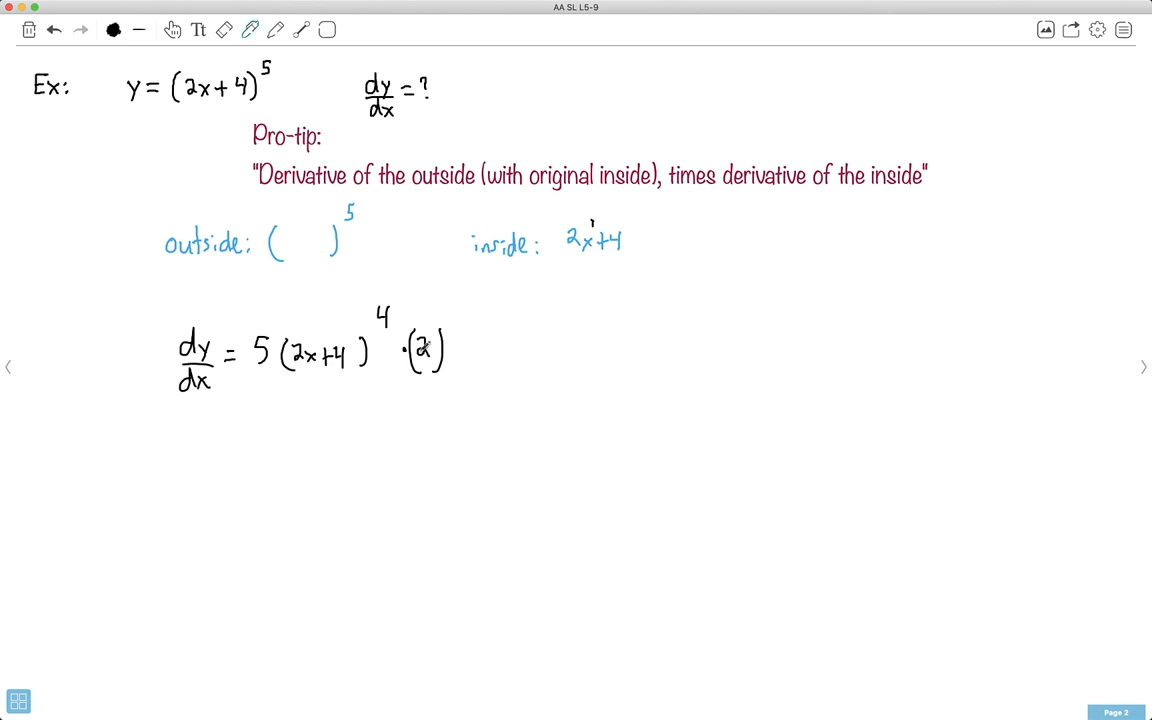 AA SL L5-9
Tt
Ex: y = (2x+4)^5 dy/dx = ?
Pro-tip:
"Derivative of the outside (with original inside), times derivative of the inside"
outside: ( )^5 inside: 2x^1+4
dy/dx = 5(2x+4)^4 · (2)
Page 2